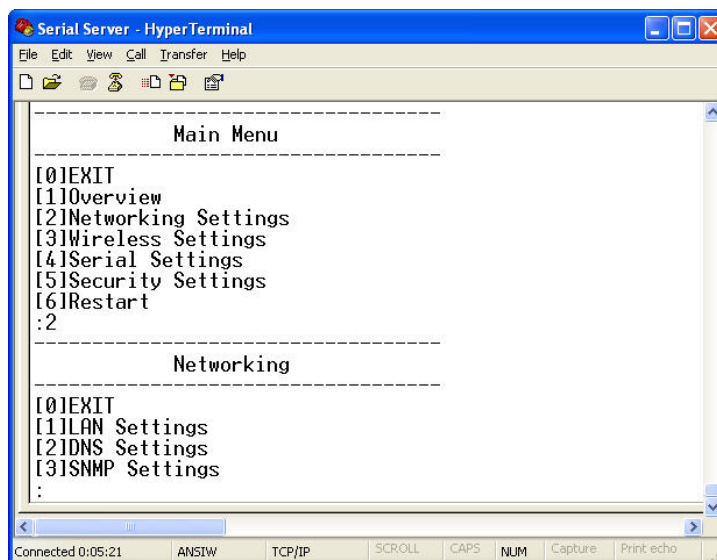 Serial Server - HyperTerminal
File Edit View Call Transfer Help
------------------------------------
Main Menu
------------------------------------
[0]EXIT
[1]Overview
[2]Networking Settings
[3]Wireless Settings
[4]Serial Settings
[5]Security Settings
[6]Restart
:2
------------------------------------
Networking
------------------------------------
[0]EXIT
[1]LAN Settings
[2]DNS Settings
[3]SNMP Settings
:
Connected 0:05:21 ANSIW TCP/IP SCROLL CAPS NUM Capture Print echo